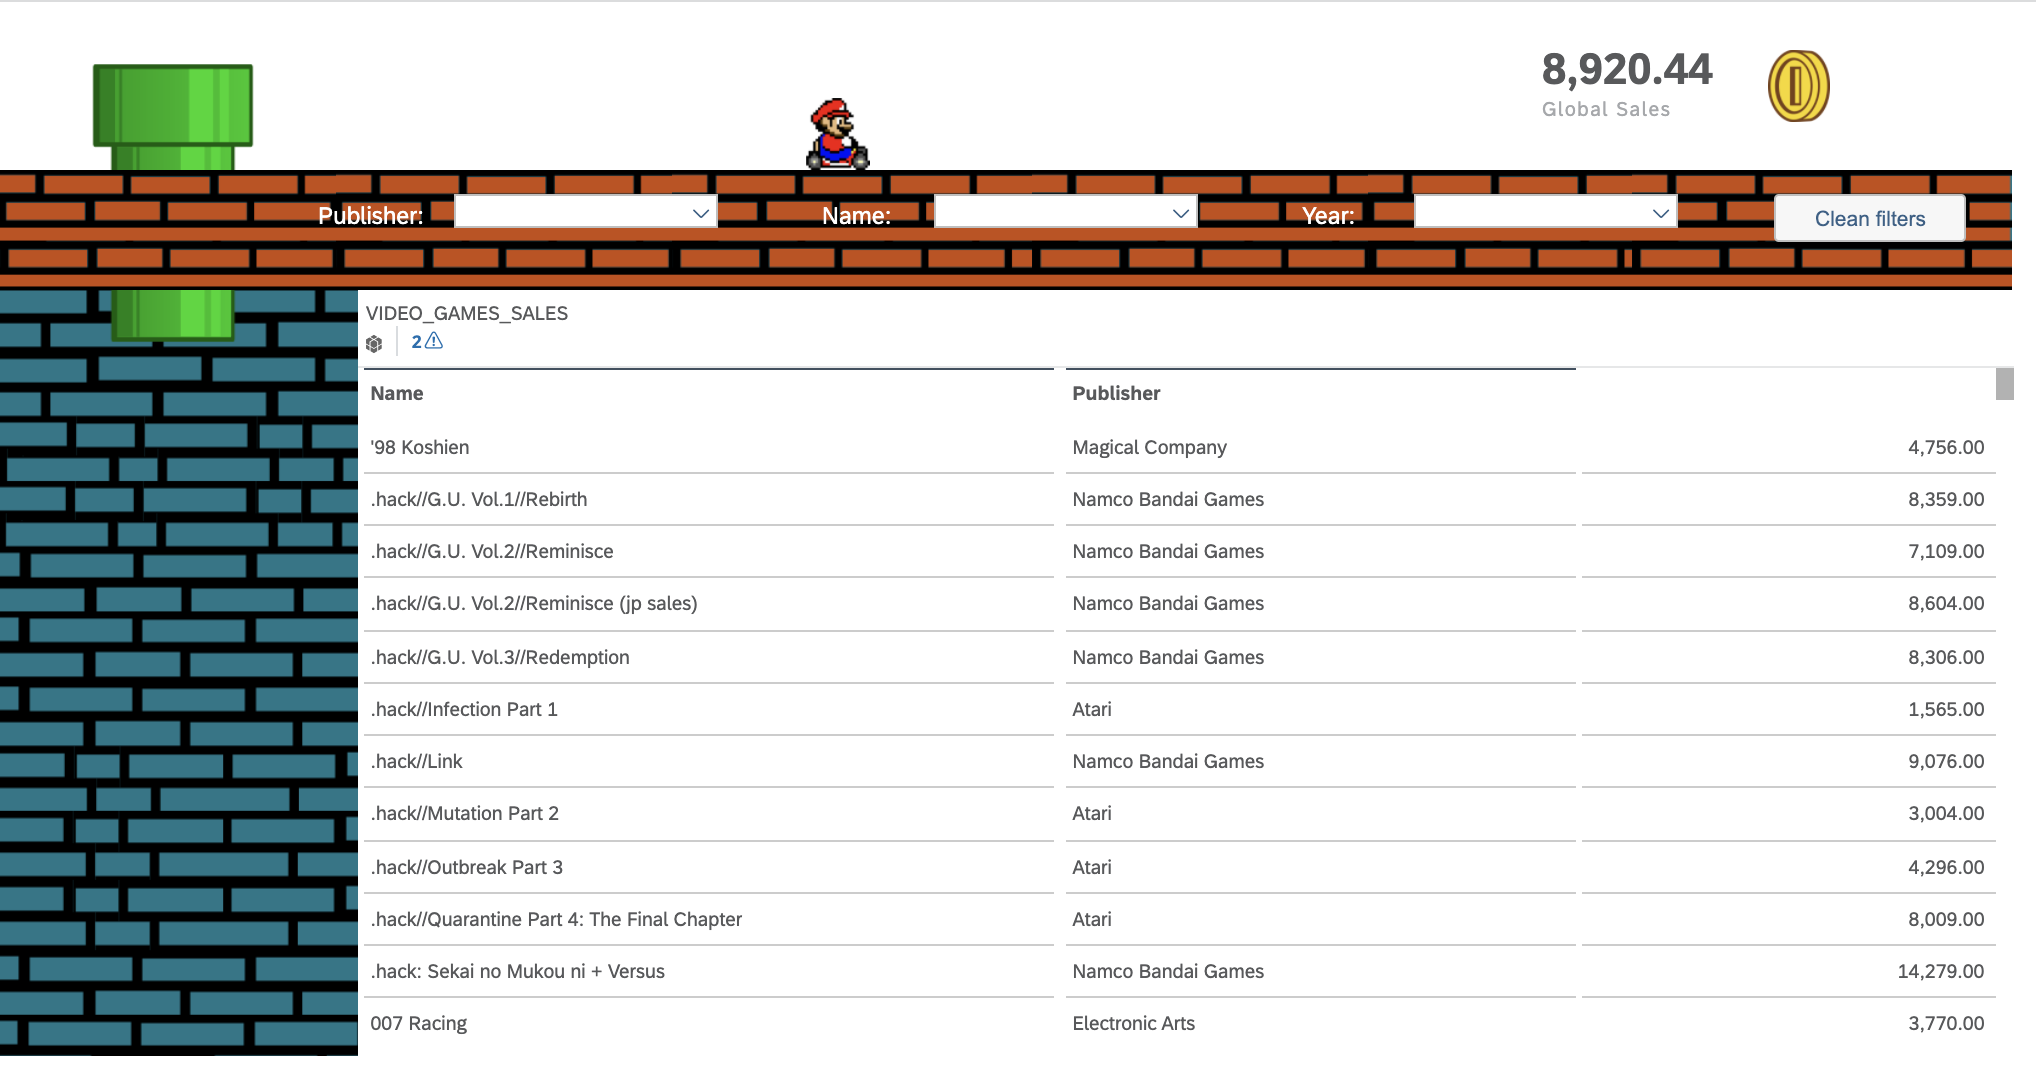 8,920.44
Global Sales
Publisher: Name: Year: Clean filters
VIDEO_GAMES_SALES
2
Name Publisher
'98 Koshien Magical Company 4,756.00
.hack//G.U. Vol.1//Rebirth Namco Bandai Games 8,359.00
.hack//G.U. Vol.2//Reminisce Namco Bandai Games 7,109.00
.hack//G.U. Vol.2//Reminisce (jp sales) Namco Bandai Games 8,604.00
.hack//G.U. Vol.3//Redemption Namco Bandai Games 8,306.00
.hack//Infection Part 1 Atari 1,565.00
.hack//Link Namco Bandai Games 9,076.00
.hack//Mutation Part 2 Atari 3,004.00
.hack//Outbreak Part 3 Atari 4,296.00
.hack//Quarantine Part 4: The Final Chapter Atari 8,009.00
.hack: Sekai no Mukou ni + Versus Namco Bandai Games 14,279.00
007 Racing Electronic Arts 3,770.00